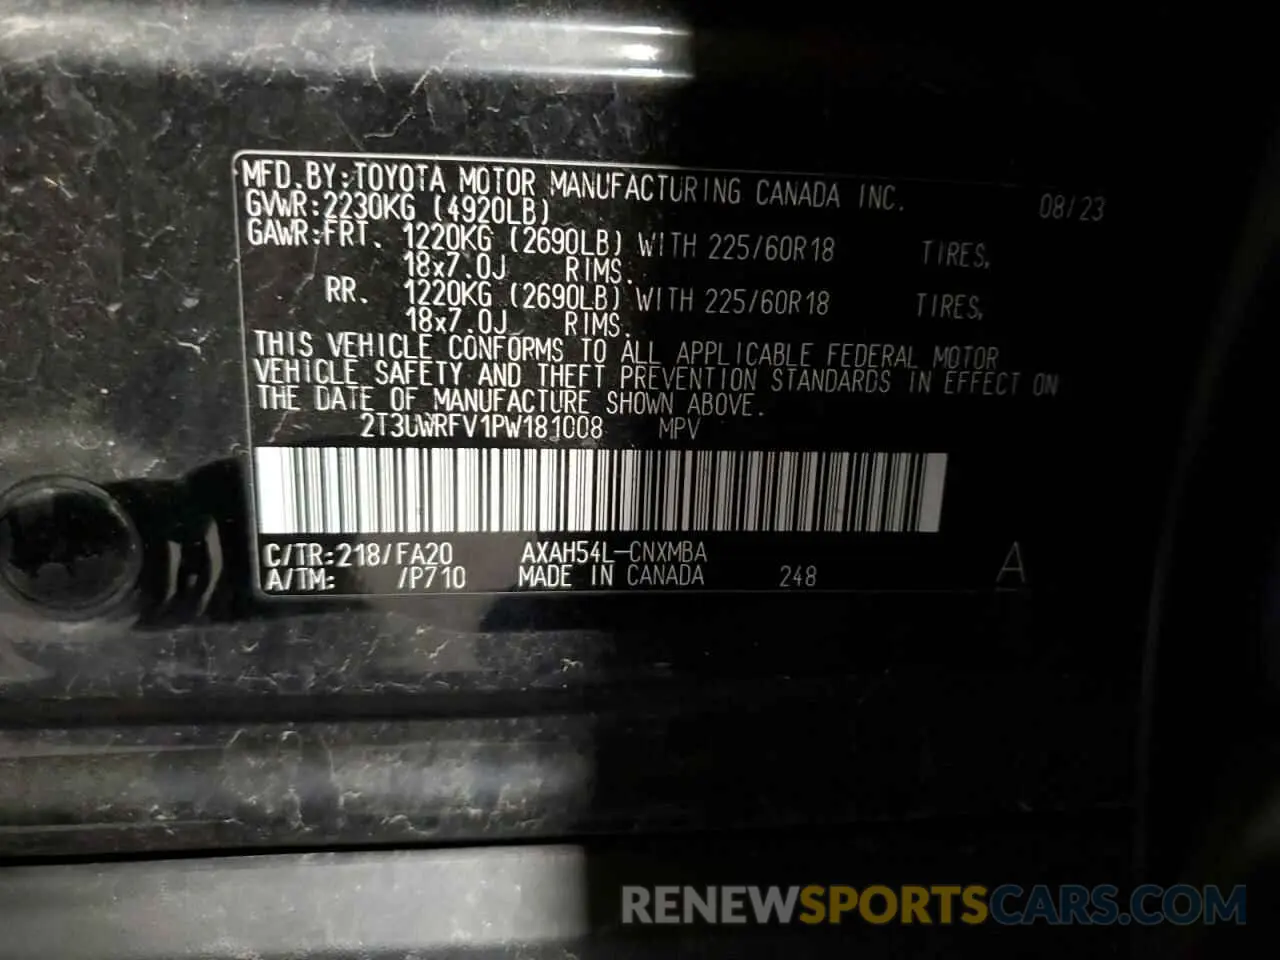 MFD.BY:TOYOTA MOTOR MANUFACTURING CANADA INC. 08/23
GVWR:2230KG (4920LB)
GAWR:FRT. 1220KG (2690LB) WITH 225/60R18 TIRES,
18x7.0J RIMS.
RR. 1220KG (2690LB) WITH 225/60R18 TIRES,
18x7.0J RIMS.
THIS VEHICLE CONFORMS TO ALL APPLICABLE FEDERAL MOTOR
VEHICLE SAFETY AND THEFT PREVENTION STANDARDS IN EFFECT ON
THE DATE OF MANUFACTURE SHOWN ABOVE.
2T3UWRFV1PW181008 MPV
C/TR:218/FA20 AXAH54L-CNXMBA
A/TM: /P710 MADE IN CANADA 248 A
RENEWSPORTSCARS.COM